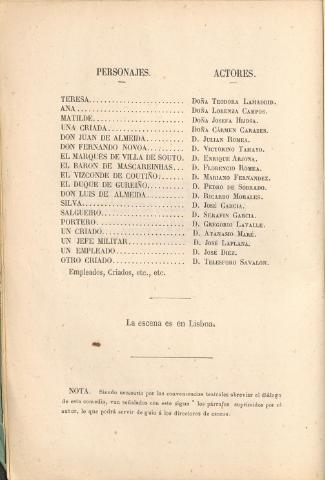 PERSONAJES. ACTORES.
TERESA........................ DOÑA TEODORA LAMADRID.
ANA........................... DOÑA LORENZA CAMPOS.
MATILDE....................... DOÑA JOSEFA HIJOSA.
UNA CRIADA.................... DOÑA CÁRMEN CARASER.
DON JUAN DE ALMEIDA........... D. JULIAN ROMEA.
DON FERNANDO NOVOA............ D. VICTORINO TAMAYO.
EL MARQUÉS DE VILLA DE SOUTO. D. ENRIQUE ARJONA.
EL BARON DE MASCAREINHAS... D. FLORENCIO ROMEA.
EL VIZCONDE DE COUTIÑO....... D. MARIANO FERNANDEZ.
EL DUQUE DE GUREIÑO.......... D. PEDRO DE SOBRADO.
DON LUIS DE ALMEIDA.......... D. RICARDO MORALES.
SILVA......................... D. JOSÉ GARCIA.
SALGUEIRO..................... D. SERAFIN GARCIA.
PORTERO....................... D. GREGORIO LAVALLE.
UN CRIADO..................... D. ATANASIO MARÉ.
UN JEFE MILITAR............... D. JOSÉ LAPLANA.
UN EMPLEADO................... D. JOSÉ DIEZ.
OTRO CRIADO................... D. TELESFORO SAVALON.
Empleados, Criados, etc., etc.
La escena es en Lisboa.
NOTA. Siendo necesario por las conveniencias teatrales abreviar el diálogo
de esta comedia, van señalados con este signo " los párrafos suprimidos por el
autor, lo que podrá servir de guia á los directores de escena.